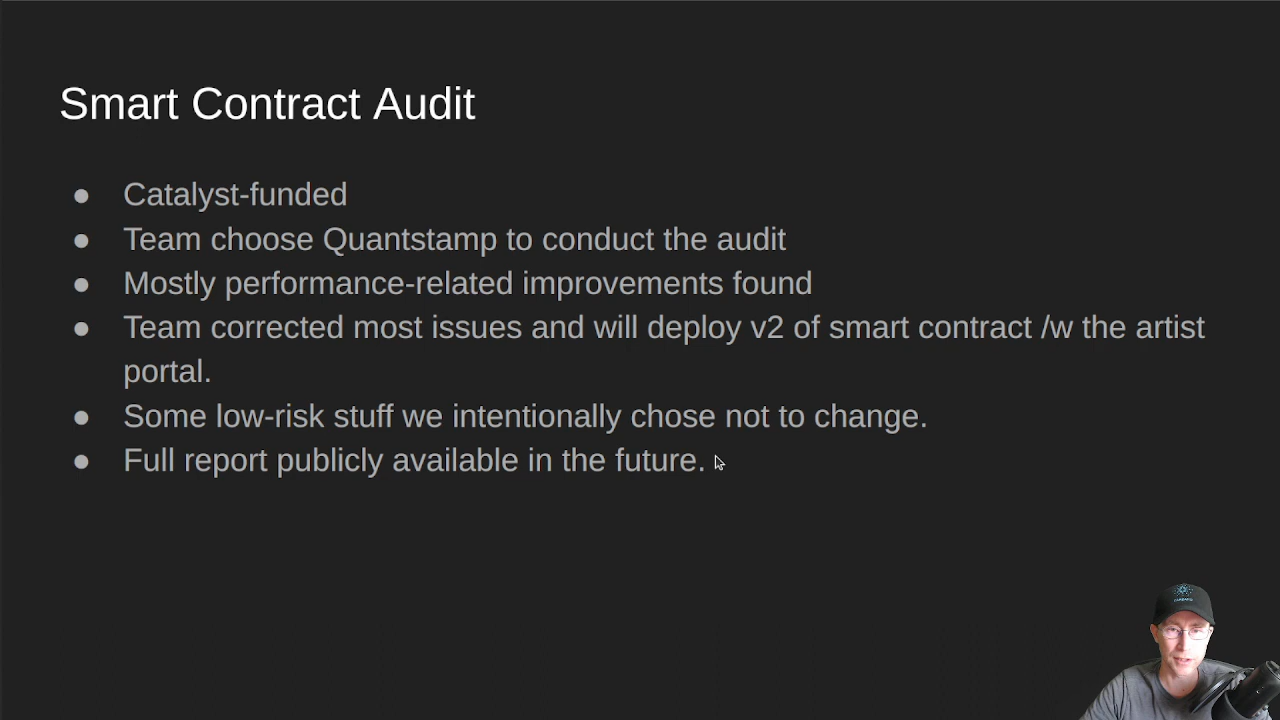 Smart Contract Audit
● Catalyst-funded
● Team choose Quantstamp to conduct the audit
● Mostly performance-related improvements found
● Team corrected most issues and will deploy v2 of smart contract /w the artist
portal.
● Some low-risk stuff we intentionally chose not to change.
● Full report publicly available in the future.